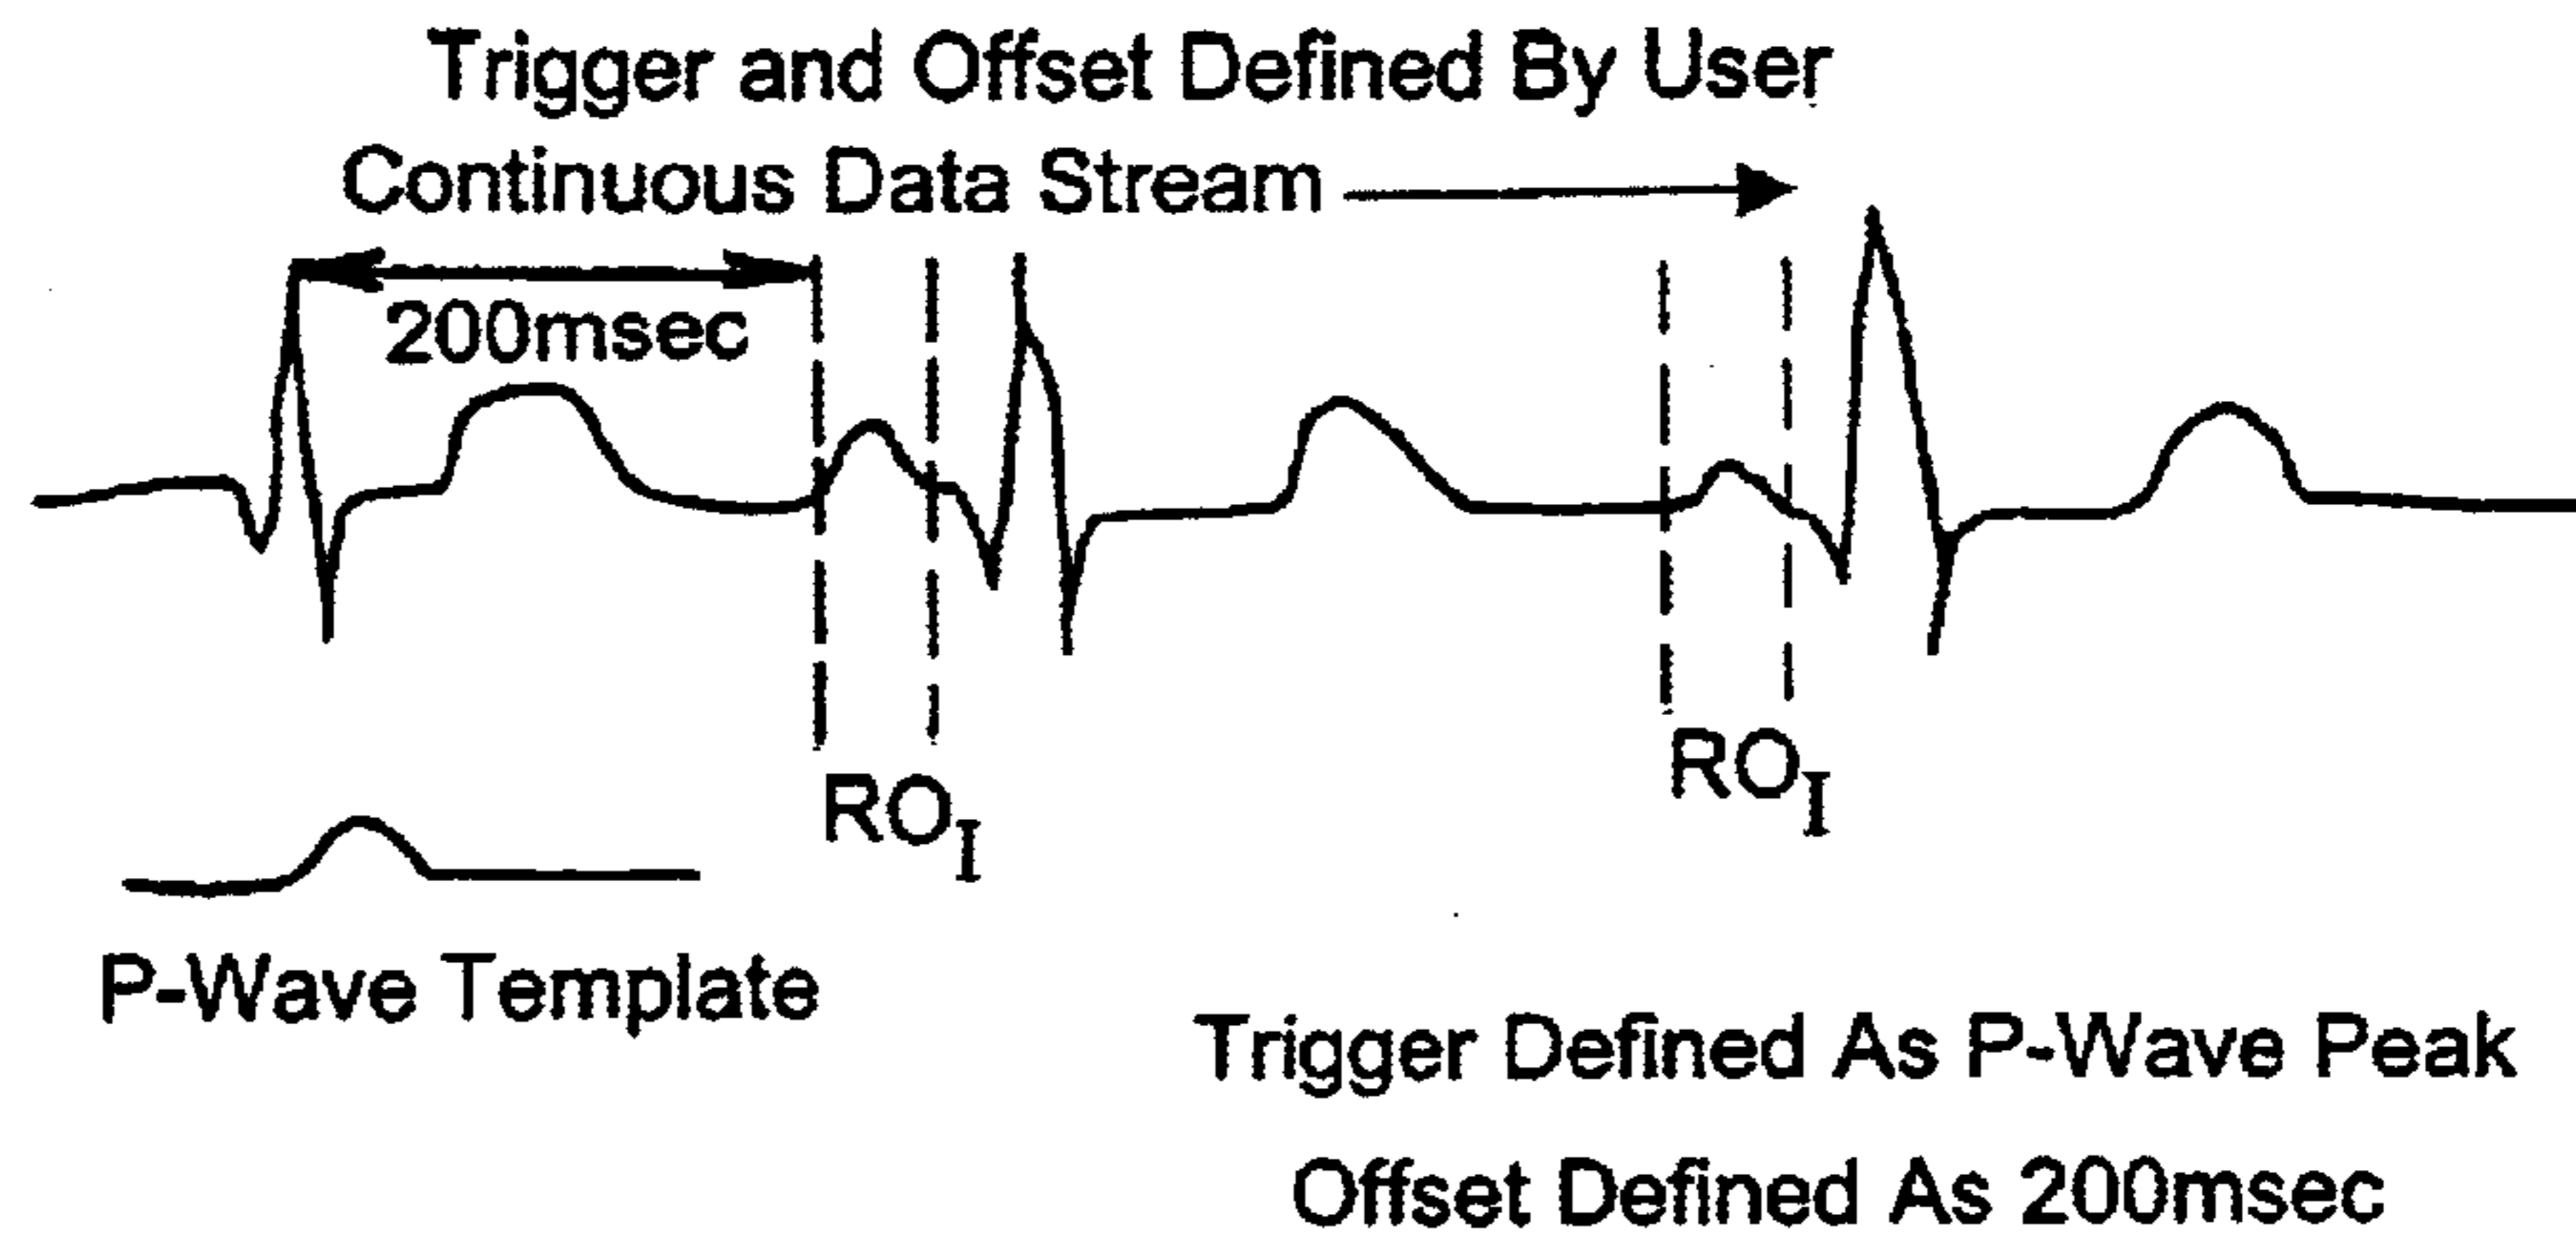 Trigger and Offset Defined By User
Continuous Data Stream
200msec
ROI
ROI
P-Wave Template
Trigger Defined As P-Wave Peak
Offset Defined As 200msec